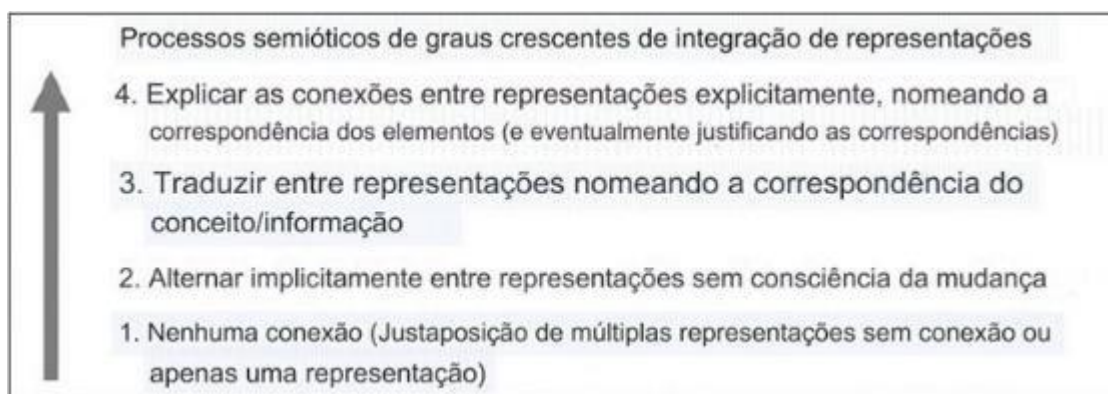 Processos semióticos de graus crescentes de integração de representações
4. Explicar as conexões entre representações explicitamente, nomeando a
correspondência dos elementos (e eventualmente justificando as correspondências)
3. Traduzir entre representações nomeando a correspondência do
conceito/informação
2. Alternar implicitamente entre representações sem consciência da mudança
1. Nenhuma conexão (Justaposição de múltiplas representações sem conexão ou
apenas uma representação)